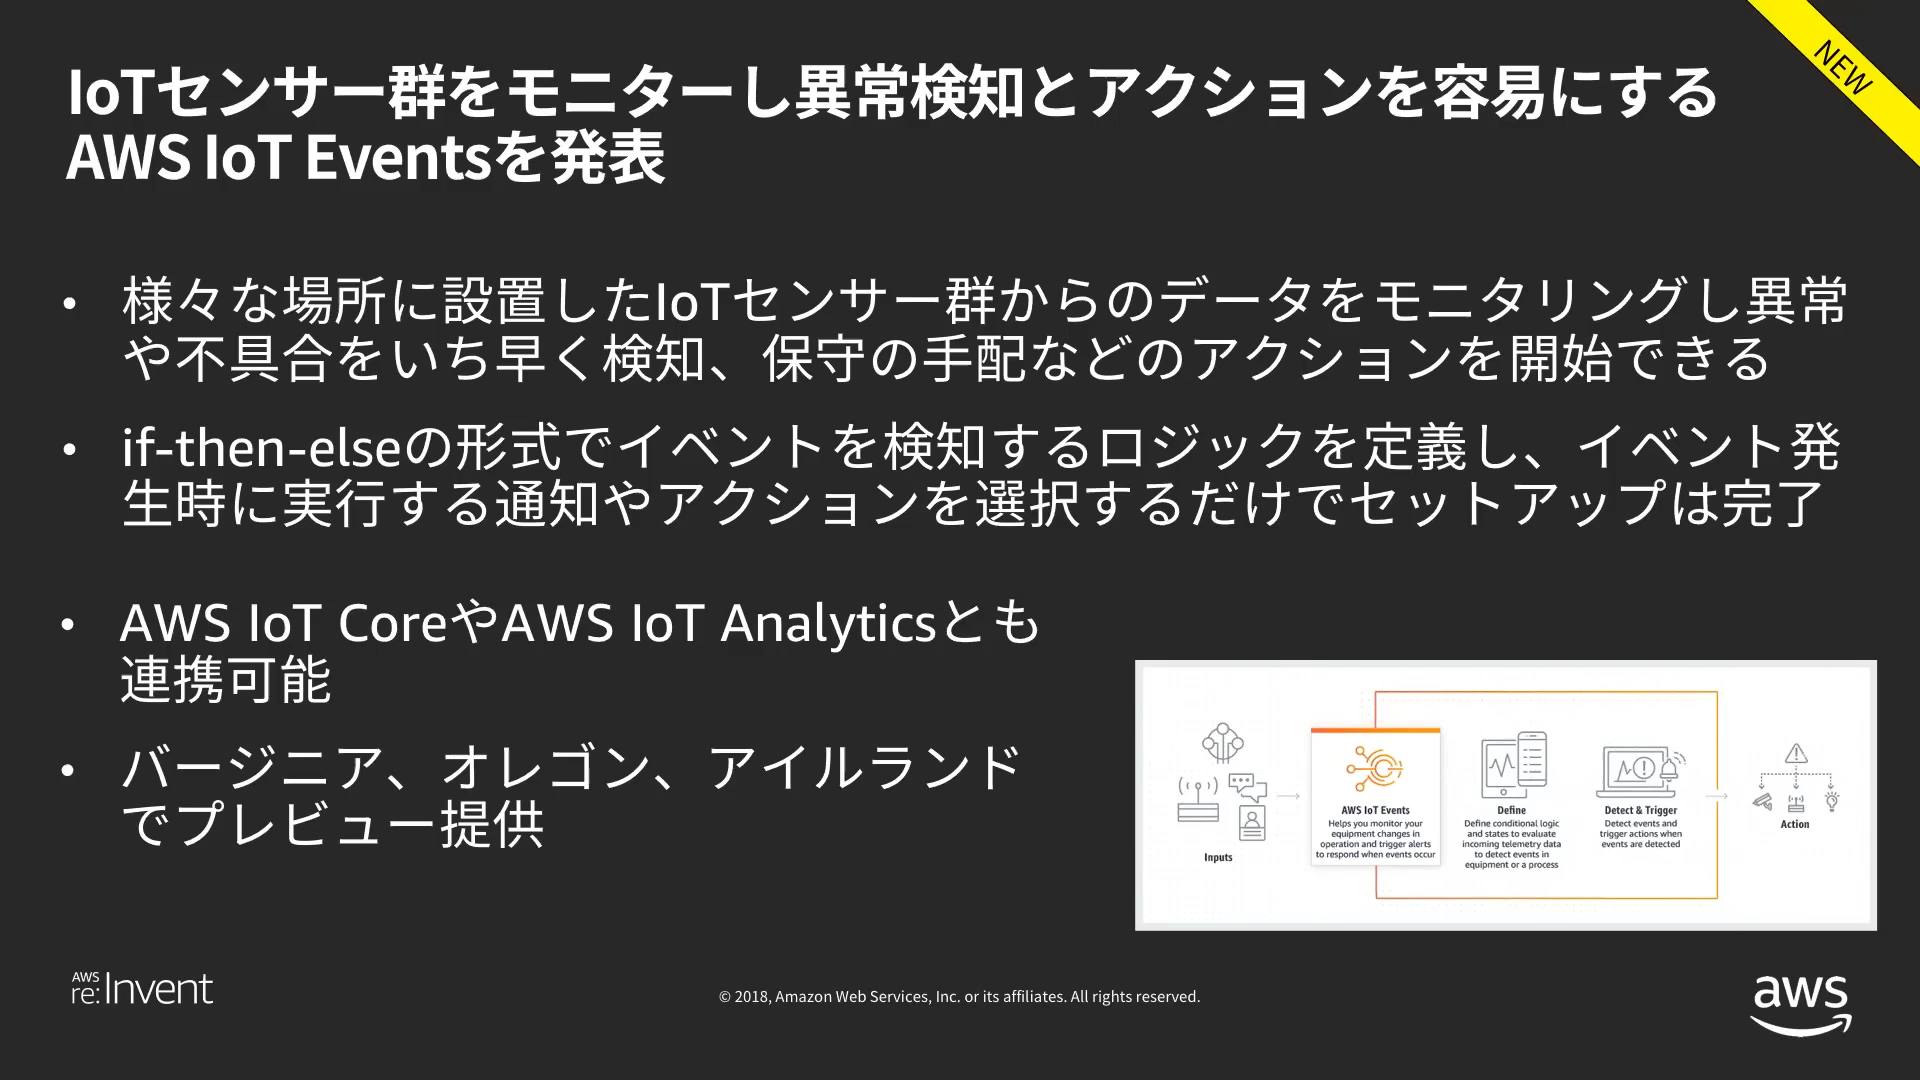 NEW
IoTセンサー群をモニターし異常検知とアクションを容易にする
AWS IoT Eventsを発表
• 様々な場所に設置したIoTセンサー群からのデータをモニタリングし異常
や不具合をいち早く検知、保守の手配などのアクションを開始できる
• if-then-elseの形式でイベントを検知するロジックを定義し、イベント発
生時に実行する通知やアクションを選択するだけでセットアップは完了
• AWS IoT CoreやAWS IoT Analyticsとも
連携可能
• バージニア、オレゴン、アイルランド
でプレビュー提供
Inputs
AWS IoT Events
Helps you monitor your
equipment changes in
operation and trigger alerts
to respond when events occur
Define
Define conditional logic
and states to evaluate
incoming telemetry data
to detect events in
equipment or a process
Detect & Trigger
Detect events and
trigger actions when
events are detected
Action
AWS
re:Invent
© 2018, Amazon Web Services, Inc. or its affiliates. All rights reserved.
aws